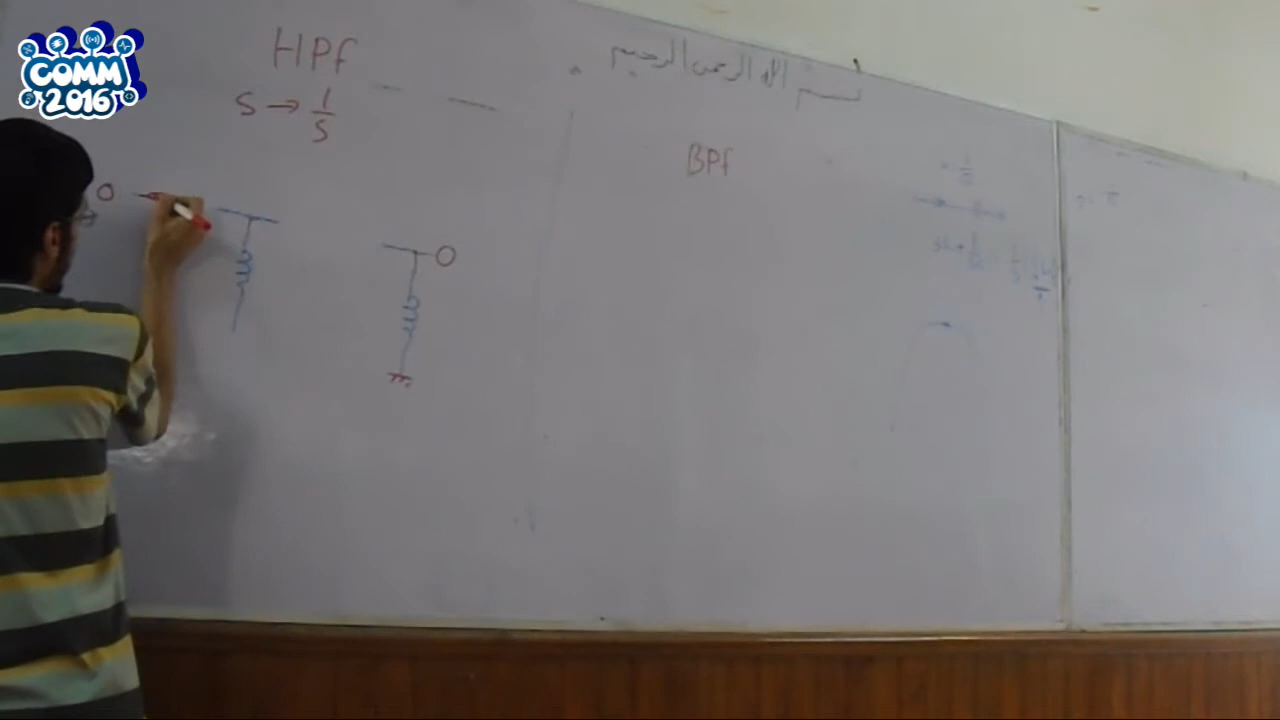 COMM
2016
HPf
S → 1/S
بسم الله الرحمن الرحيم
BPf